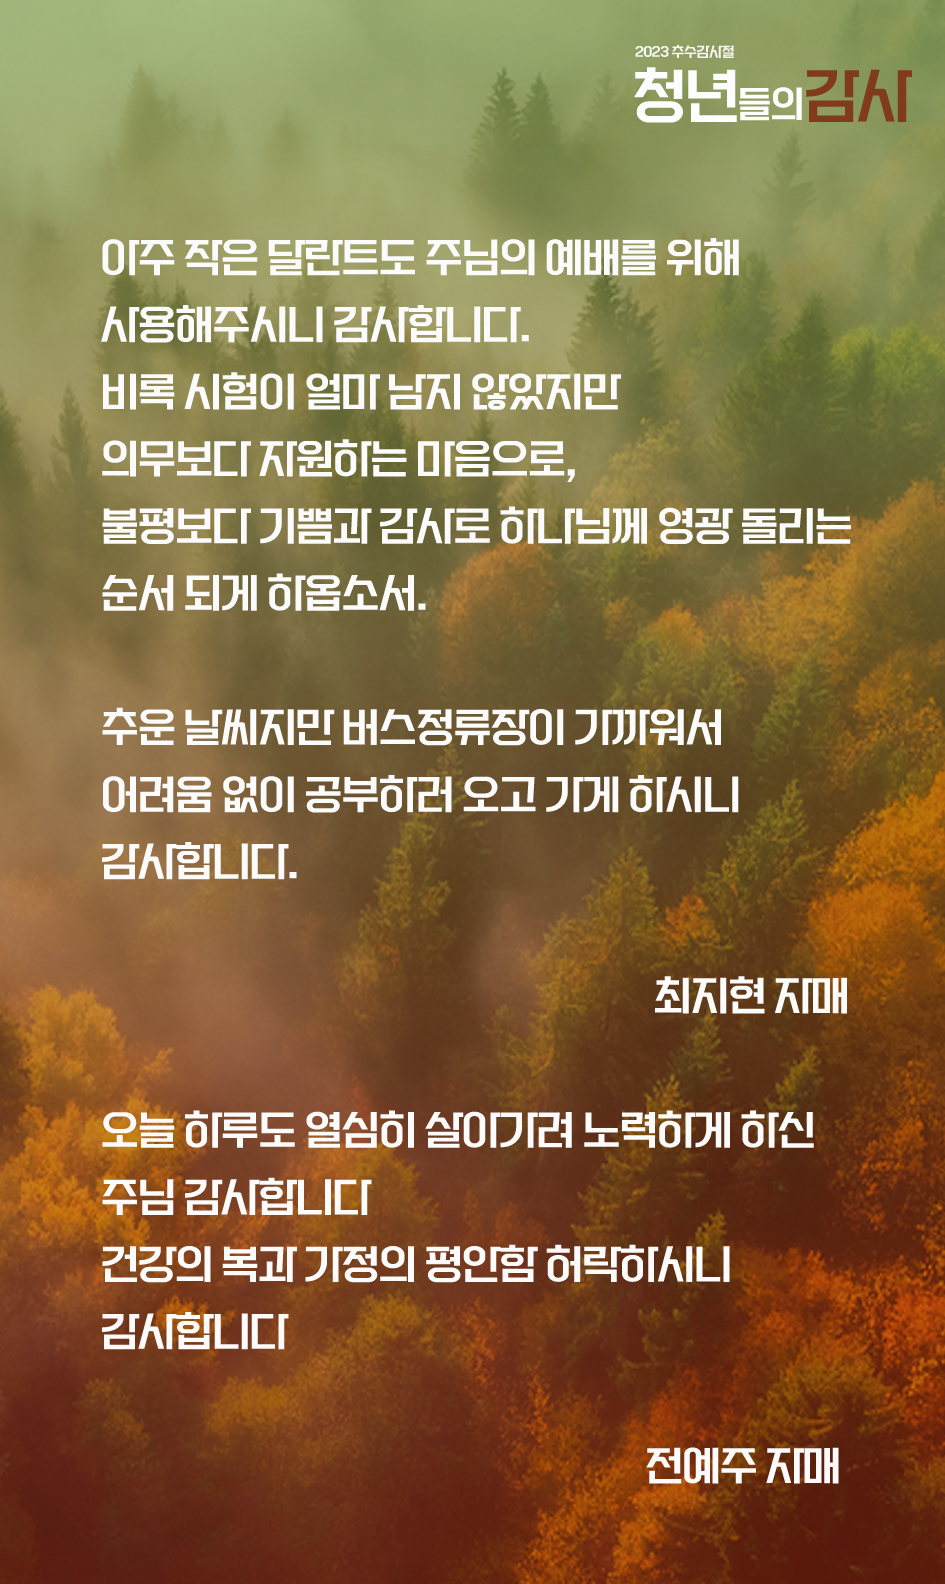 2023 추수감사절
청년들의감사
아주 작은 달란트도 주님의 예배를 위해
사용해주시니 감사합니다.
비록 시험이 얼마 남지 않았지만
의무보다 자원하는 마음으로,
불평보다 기쁨과 감사로 하나님께 영광 돌리는
순서 되게 하옵소서.
추운 날씨지만 버스정류장이 가까워서
어려움 없이 공부하러 오고 가게 하시니
감사합니다.
최지현 자매
오늘 하루도 열심히 살아가려 노력하게 하신
주님 감사합니다
건강의 복과 가정의 평안함 허락하시니
감사합니다
전예주 자매